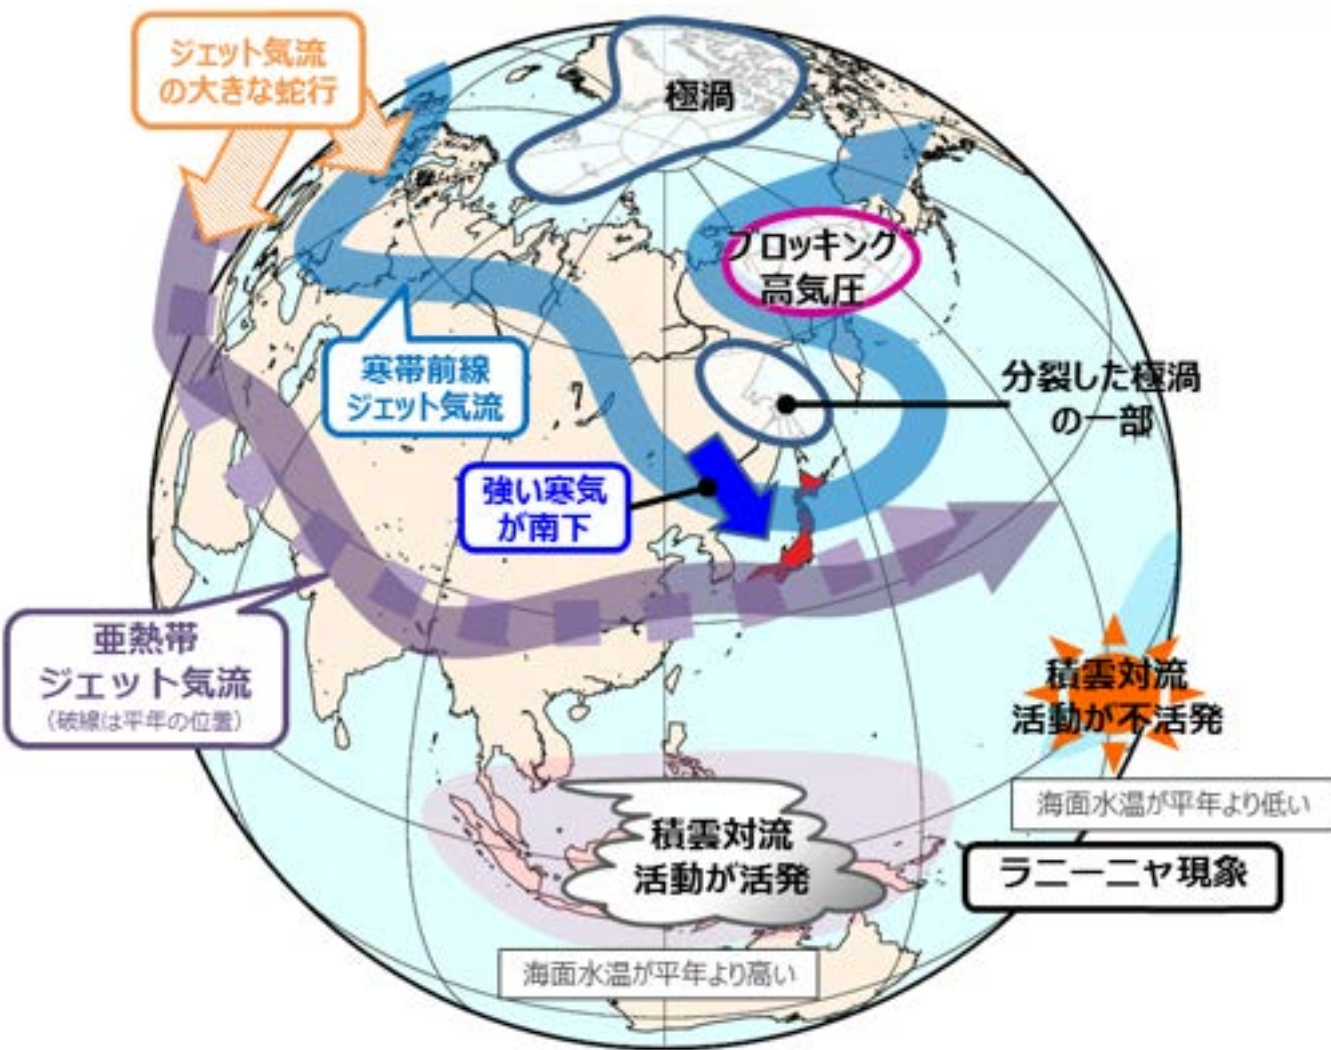 ジェット気流
の大きな蛇行
極渦
ブロッキング
高気圧
寒帯前線
ジェット気流
分裂した極渦
の一部
強い寒気
が南下
亜熱帯
ジェット気流
(破線は平年の位置)
積雲対流
活動が不活発
海面水温が平年より低い
積雲対流
活動が活発
ラニーニャ現象
海面水温が平年より高い